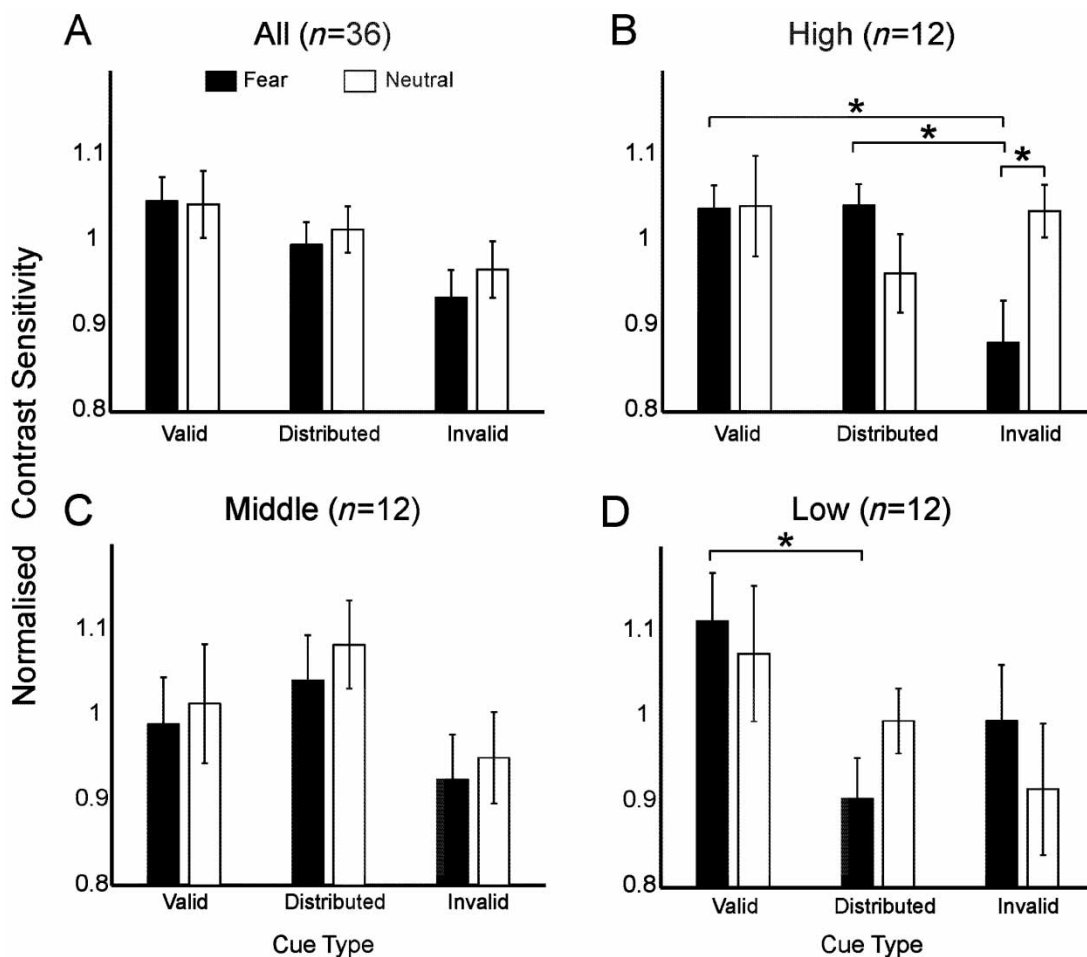 A
All (n=36)
Fear
Neutral
1.1
1
0.9
0.8
Valid
Distributed
Invalid
B
High (n=12)
*
*
*
1.1
1
0.9
0.8
Valid
Distributed
Invalid
C
Middle (n=12)
1.1
1
0.9
0.8
Valid
Distributed
Invalid
Cue Type
D
Low (n=12)
*
1.1
1
0.9
0.8
Valid
Distributed
Invalid
Cue Type
Normalised Contrast Sensitivity